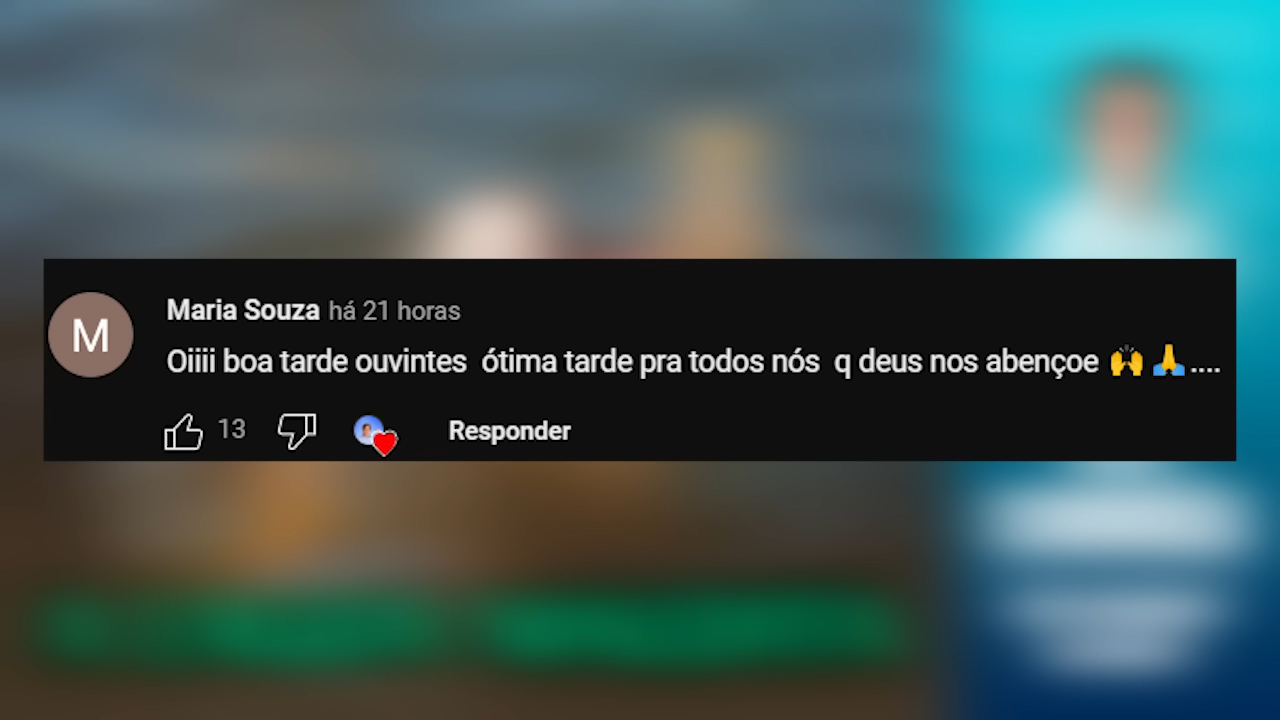 M
Maria Souza há 21 horas
Oiiii boa tarde ouvintes  ótima tarde pra todos nós  q deus nos abençoe 🙌 🙏....
13
Responder